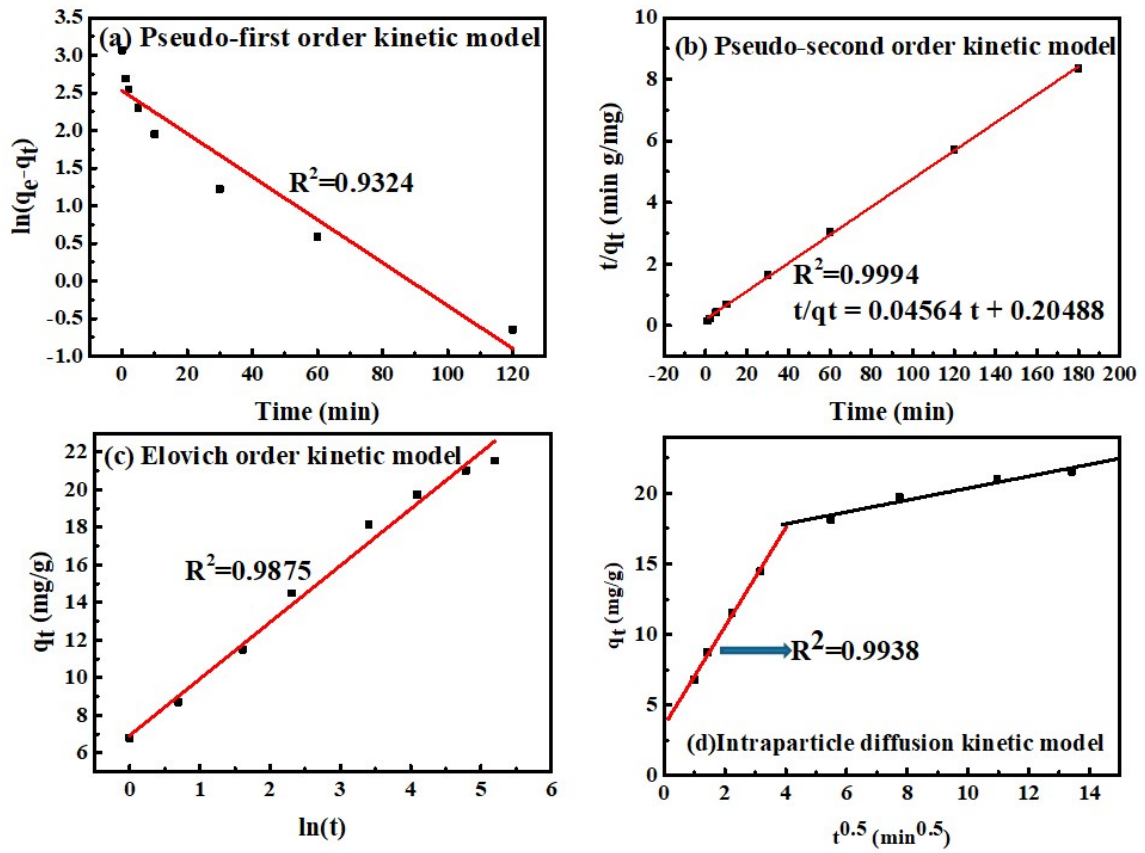 (a) Pseudo-first order kinetic model
3.5
3.0
2.5
2.0
1.5
1.0
0.5
0.0
-0.5
-1.0
ln(qe-qt)
R²=0.9324
0 20 40 60 80 100 120
Time (min)
(b) Pseudo-second order kinetic model
10
8
6
4
2
0
t/qt (min g/mg)
R²=0.9994
t/qt = 0.04564 t + 0.20488
-20 0 20 40 60 80 100 120 140 160 180 200
Time (min)
(c) Elovich order kinetic model
22
20
18
16
14
12
10
8
6
qt (mg/g)
R²=0.9875
0 1 2 3 4 5 6
ln(t)
20
15
10
5
0
qt (mg/g)
R²=0.9938
(d)Intraparticle diffusion kinetic model
0 2 4 6 8 10 12 14
t0.5 (min0.5)